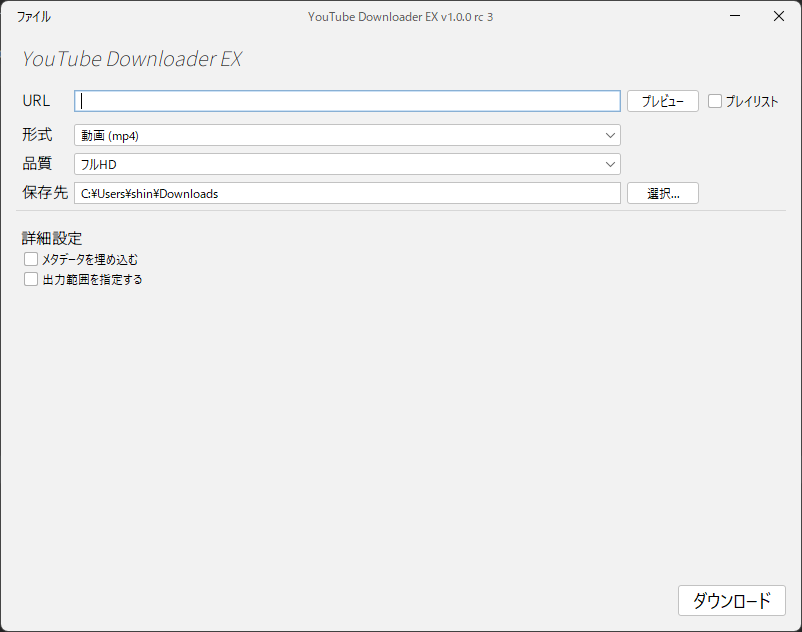 ファイル
YouTube Downloader EX v1.0.0 rc 3
YouTube Downloader EX
URL
プレビュー
プレイリスト
形式
動画 (mp4)
品質
フルHD
保存先
C:¥Users¥shin¥Downloads
選択...
詳細設定
メタデータを埋め込む
出力範囲を指定する
ダウンロード